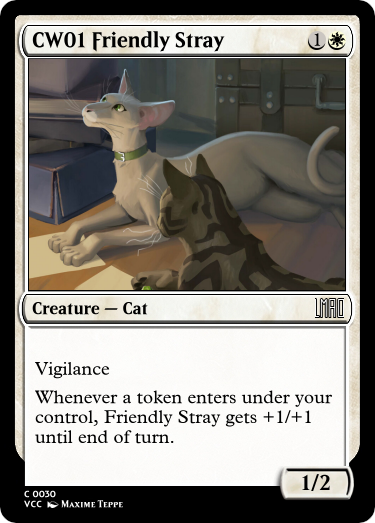 CW01 Friendly Stray 1
Creature — Cat LMAO
Vigilance
Whenever a token enters under your
control, Friendly Stray gets +1/+1
until end of turn.
1/2
C 0030
VCC Maxime Teppe